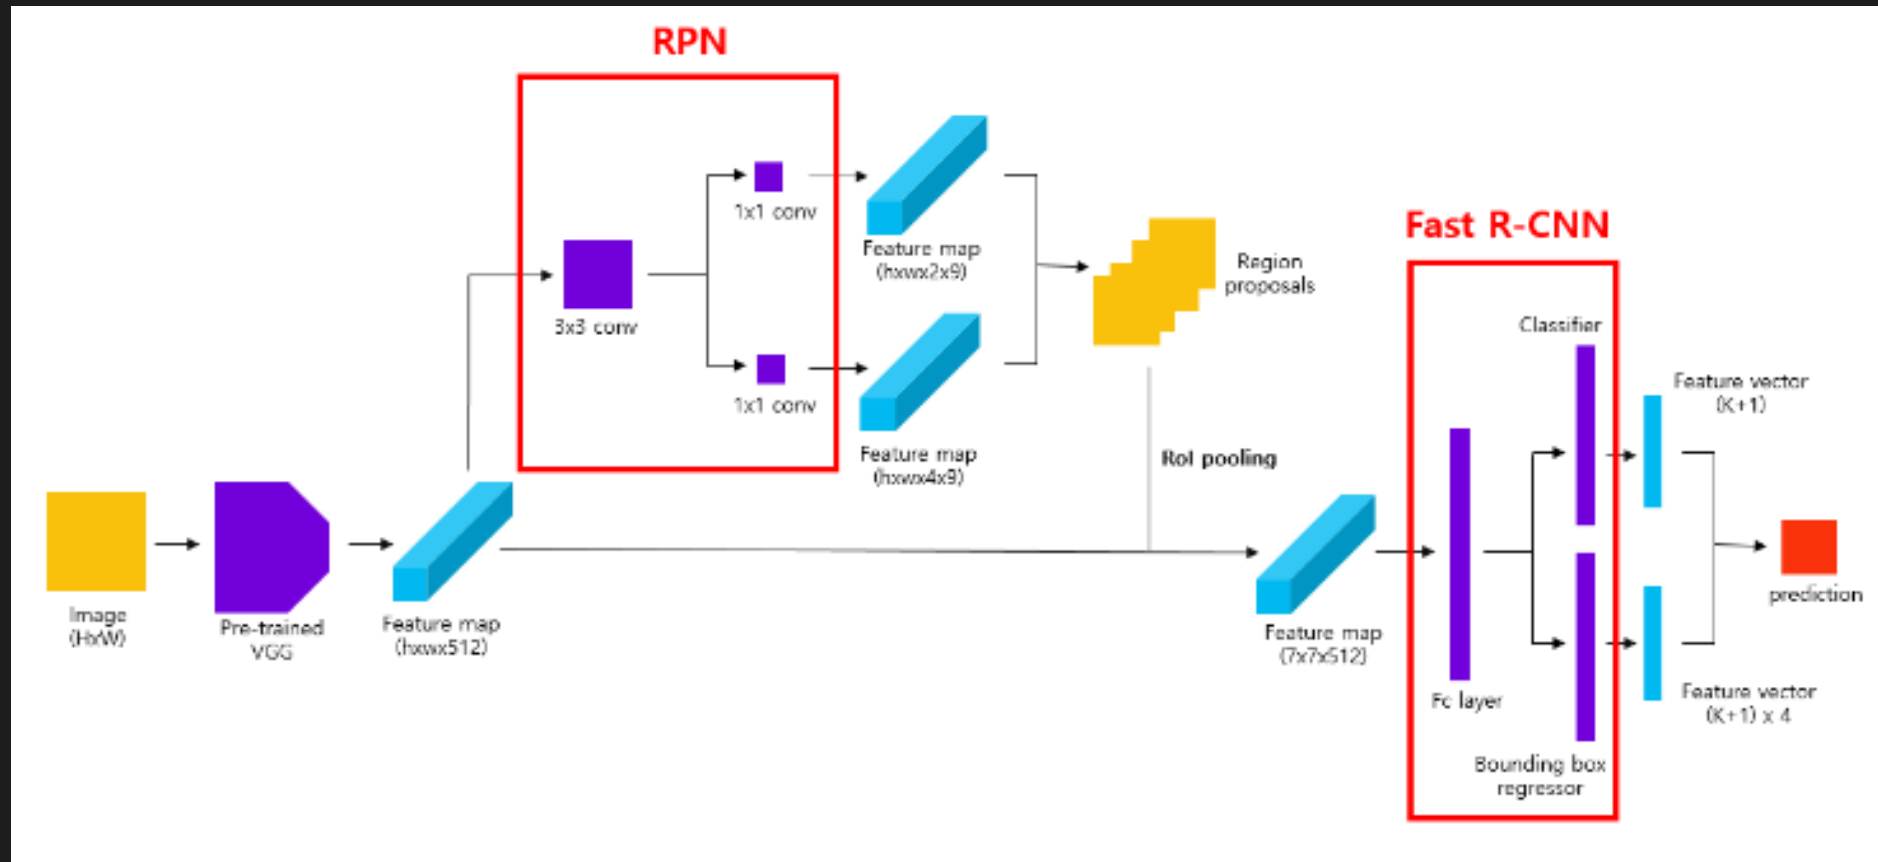 RPN
1x1 conv
Feature map
(hxwx2x9)
3x3 conv
1x1 conv
Feature map
(hxwx4x9)
Region
proposals
RoI pooling
Image
(HxW)
Pre-trained
VGG
Feature map
(hxwx512)
Feature map
(7x7x512)
Fast R-CNN
Classifier
Fc layer
Bounding box
regressor
Feature vector
(K+1)
Feature vector
(K+1) x 4
prediction